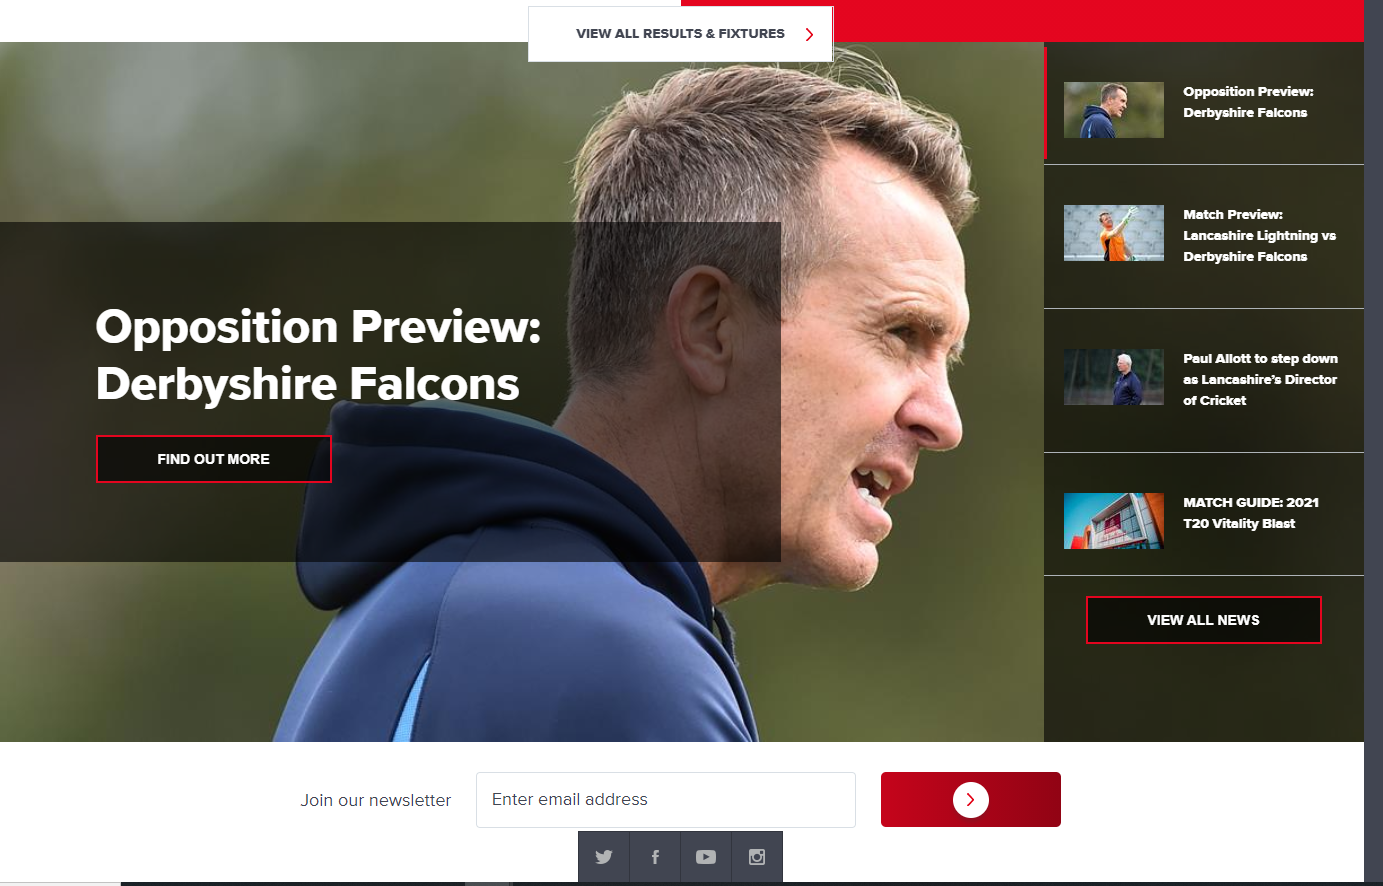 VIEW ALL RESULTS & FIXTURES
Opposition Preview:
Derbyshire Falcons
FIND OUT MORE
Opposition Preview:
Derbyshire Falcons
Match Preview:
Lancashire Lightning vs
Derbyshire Falcons
Paul Allott to step down
as Lancashire's Director
of Cricket
MATCH GUIDE: 2021
T20 Vitality Blast
VIEW ALL NEWS
Join our newsletter
Enter email address